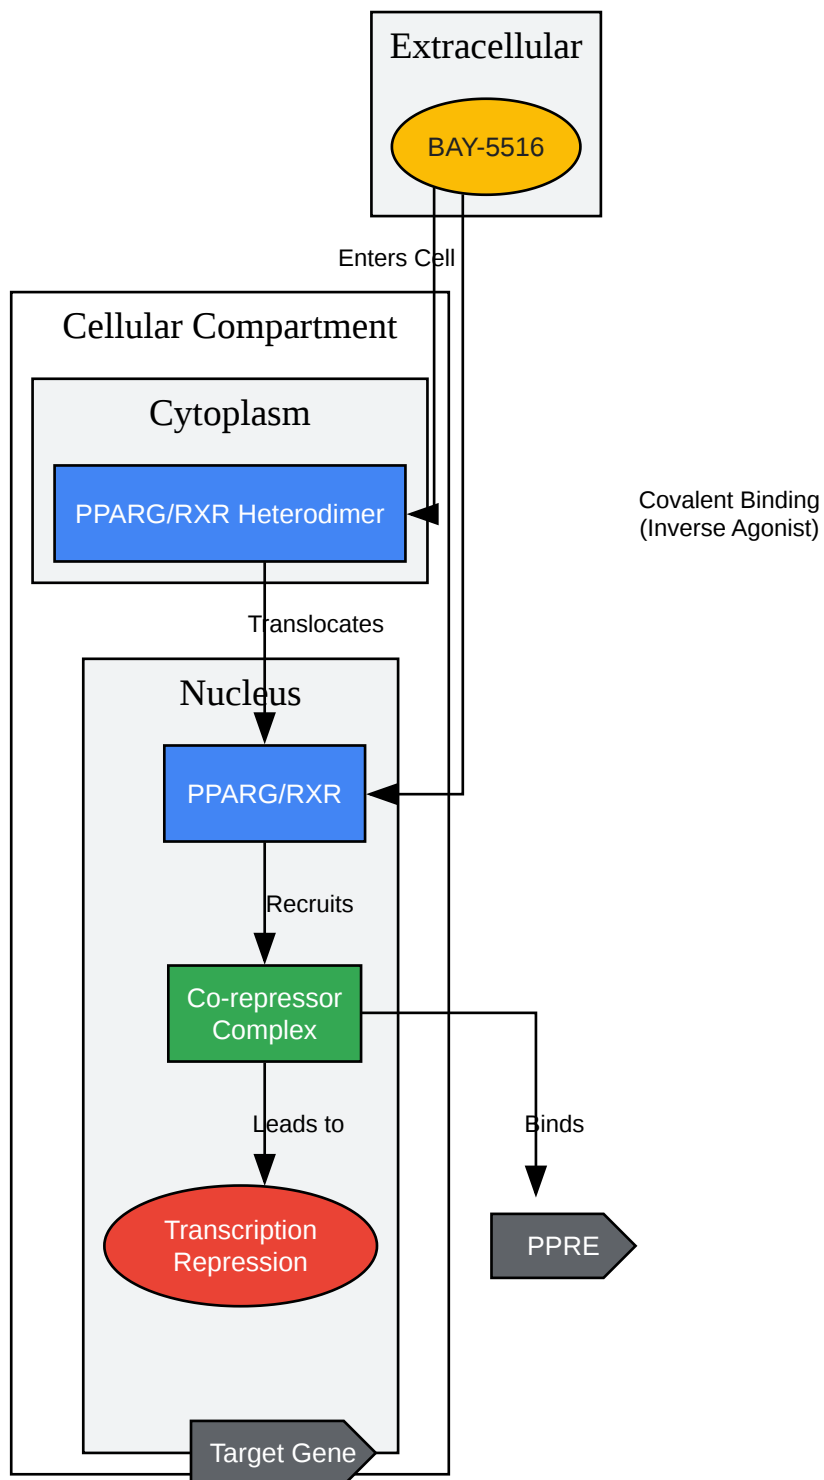 Extracellular
BAY-5516
Enters Cell
Cellular Compartment
Cytoplasm
PPARG/RXR Heterodimer
Covalent Binding
(Inverse Agonist)
Translocates
Nucleus
PPARG/RXR
Recruits
Co-repressor
Complex
Leads to
Binds
Transcription
Repression
PPRE
Target Gene